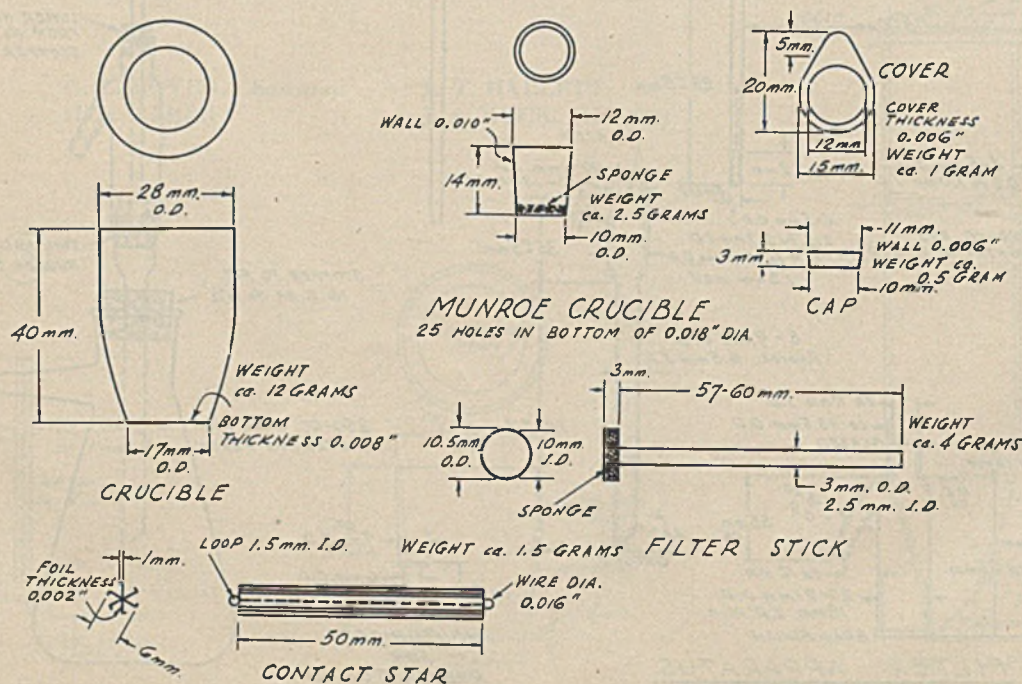 28mm.
O.D.
40mm.
WEIGHT
ca. 12 GRAMS
BOTTOM
THICKNESS 0.008"
17mm.
O.D.
CRUCIBLE
WALL 0.010"
12mm.
O.D.
14mm.
SPONGE
WEIGHT
ca. 2.5 GRAMS
10mm.
O.D.
MUNROE CRUCIBLE
25 HOLES IN BOTTOM OF 0.018" DIA.
5mm.
20mm.
COVER
COVER
THICKNESS
0.006"
12mm.
WEIGHT
ca. 1 GRAM
15mm.
11mm.
3mm.
WALL 0.006"
WEIGHT ca.
0.5 GRAM
10mm.
CAP
3mm.
57-60mm.
WEIGHT
ca. 4 GRAMS
10.5mm
O.D.
10mm.
I.D.
3mm. O.D.
2.5mm. I.D.
SPONGE
FILTER STICK
1mm.
FOIL
THICKNESS
0.002"
6mm.
LOOP 1.5mm. I.D.
WEIGHT ca. 1.5 GRAMS
WIRE DIA.
0.016"
50mm.
CONTACT STAR